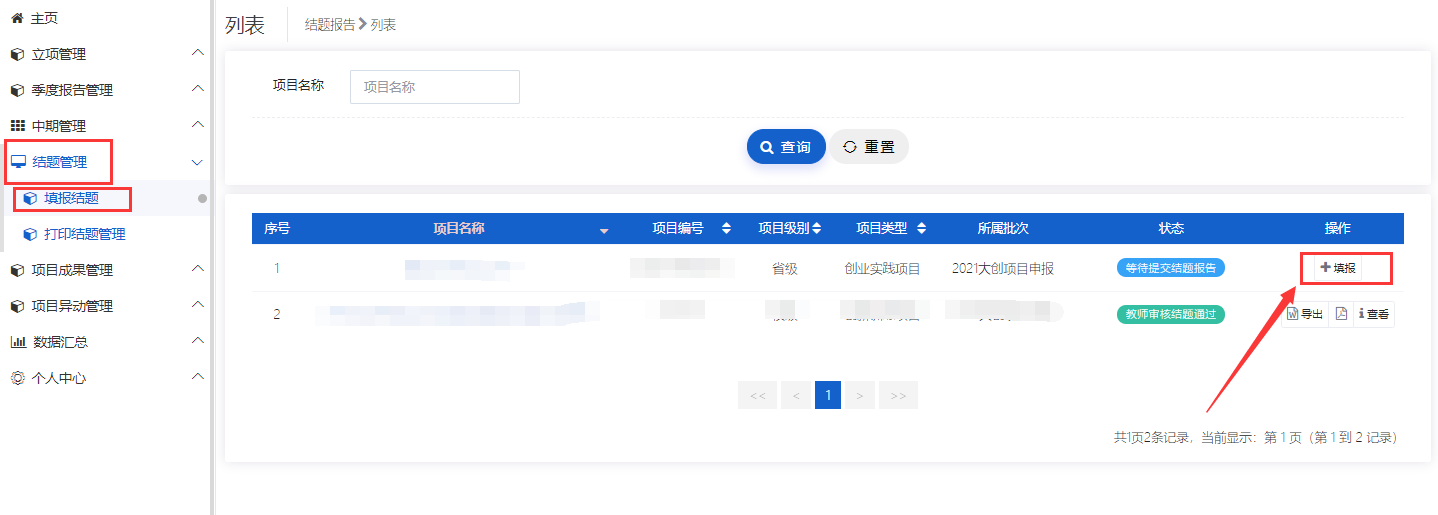 主页
立项管理
季度报告管理
中期管理
结题管理
填报结题
打印结题管理
项目成果管理
项目异动管理
数据汇总
个人中心
列表 结题报告 列表
项目名称 项目名称
查询 重置
序号 项目名称 项目编号 项目级别 项目类型 所属批次 状态 操作
1 省级 创业实践项目 2021大创项目申报 等待提交结题报告 填报
2 教师审核结题通过 导出 查看
<< < 1 > >>
共1页2条记录，当前显示：第 1 页（第 1 到 2 记录）